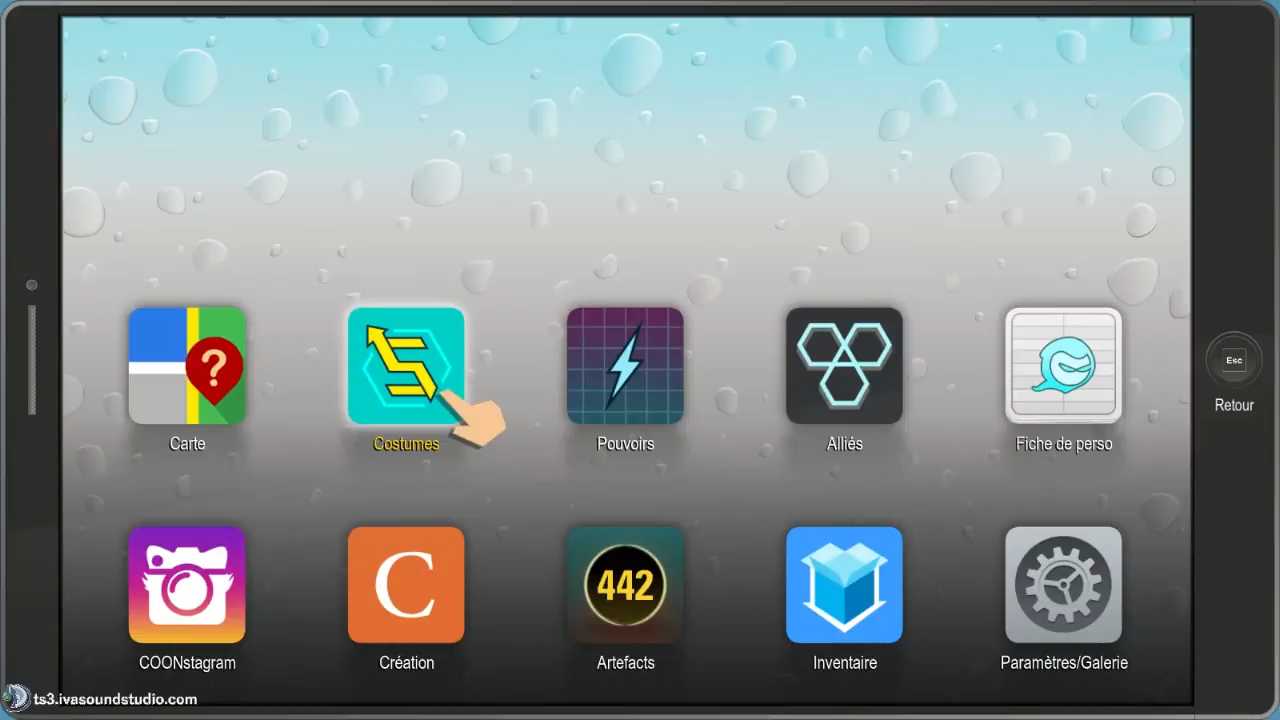 ?
Esc
Carte
Costumes
Pouvoirs
Alliés
Fiche de perso
Retour
C
442
COONstagram
Création
Artefacts
Inventaire
Paramètres/Galerie
ts3.ivasoundstudio.com